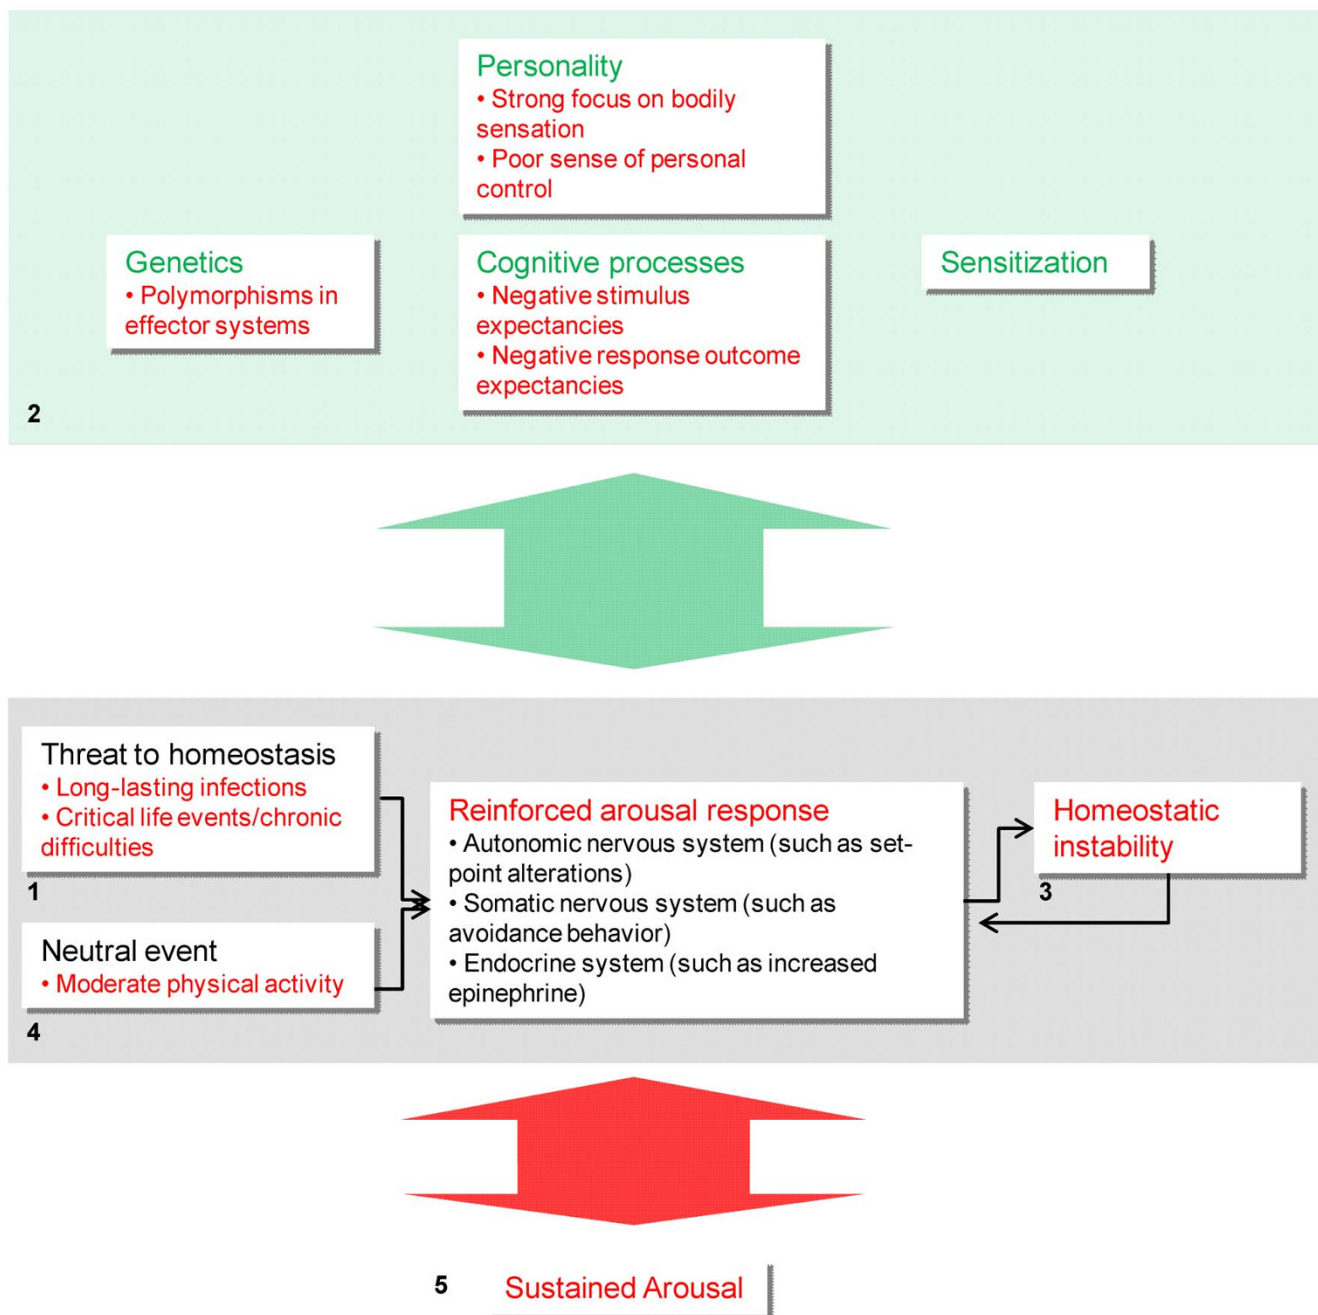 Personality
• Strong focus on bodily
sensation
• Poor sense of personal
control
Genetics
• Polymorphisms in
effector systems
Cognitive processes
• Negative stimulus
expectancies
• Negative response outcome
expectancies
Sensitization
2
Threat to homeostasis
• Long-lasting infections
• Critical life events/chronic
difficulties
1
Neutral event
• Moderate physical activity
4
Reinforced arousal response
• Autonomic nervous system (such as set-
point alterations)
• Somatic nervous system (such as
avoidance behavior)
• Endocrine system (such as increased
epinephrine)
Homeostatic
instability
3
5
Sustained Arousal